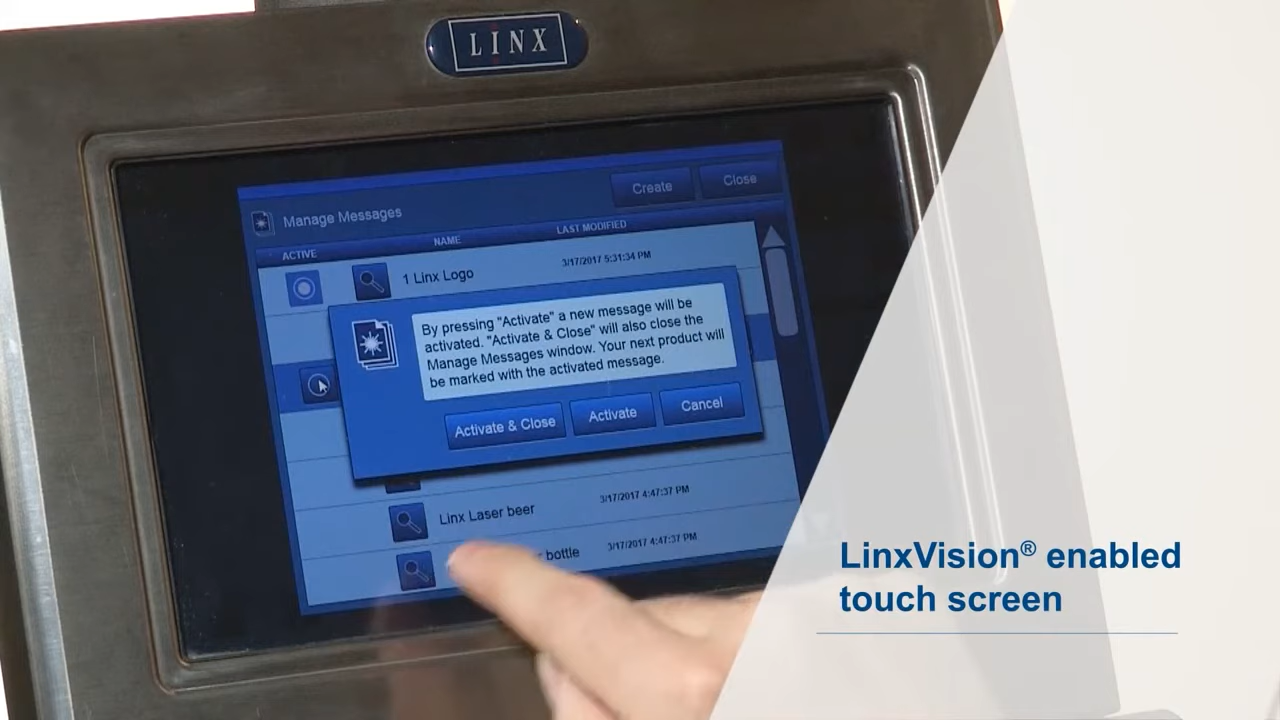 LINX
Create
Close
Manage Messages
ACTIVE
NAME
LAST MODIFIED
1 Linx Logo
3/17/2017 5:31:34 PM
By pressing "Activate" a new message will be
activated. "Activate & Close" will also close the
Manage Messages window. Your next product will
be marked with the activated message.
Activate & Close
Activate
Cancel
Linx Laser beer
3/17/2017 4:47:37 PM
bottle
3/17/2017 4:47:37 PM
LinxVision® enabled
touch screen